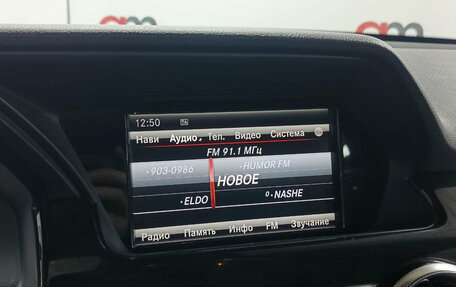 12:50 TA
Нави Аудио Тел. Видео Система
FM 91.1 МГц
903-0986 HUMOR FM
НОВОЕ
ELDO NASHE
Радио Память Инфо FM Звучание